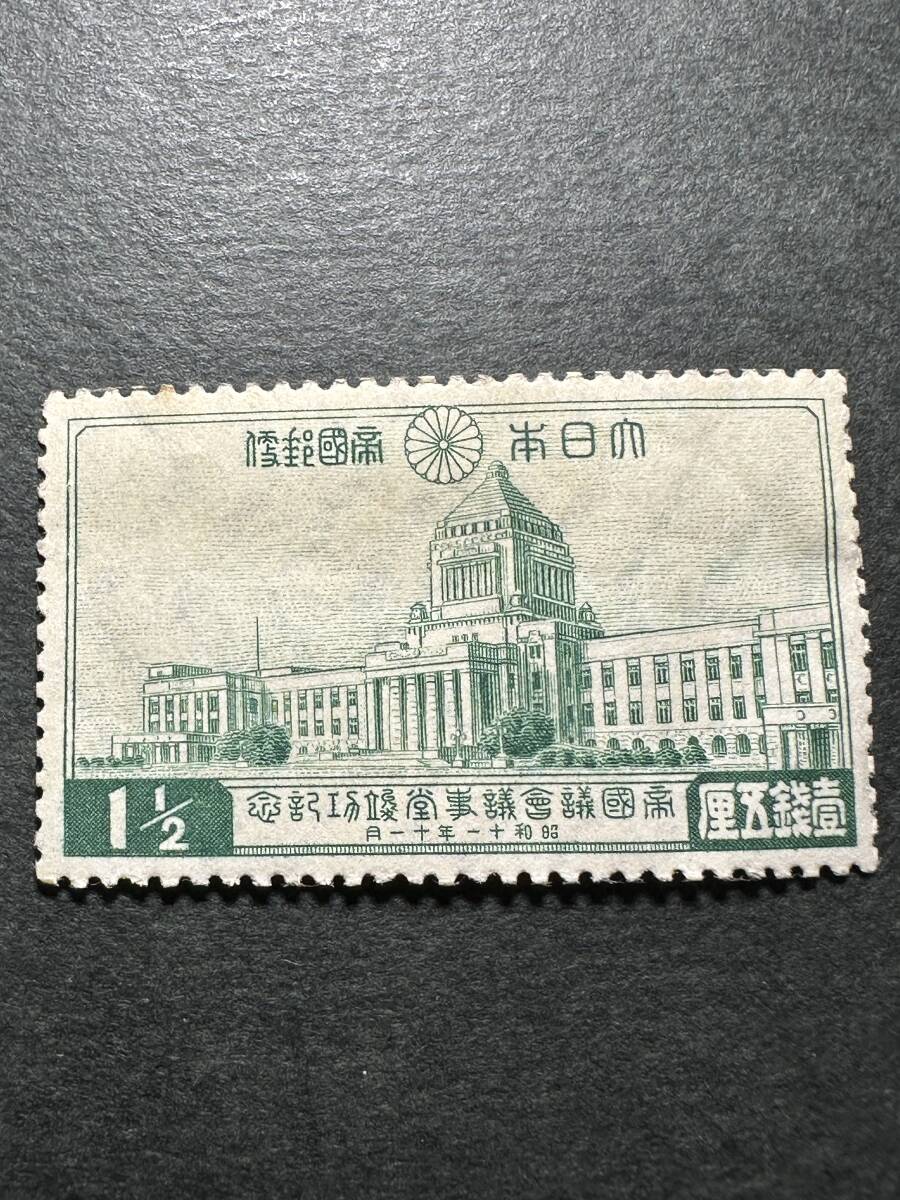 大日本帝國郵便
帝國議會議事堂竣功記念
昭和十一年十一月
1 1/2
壹錢五厘